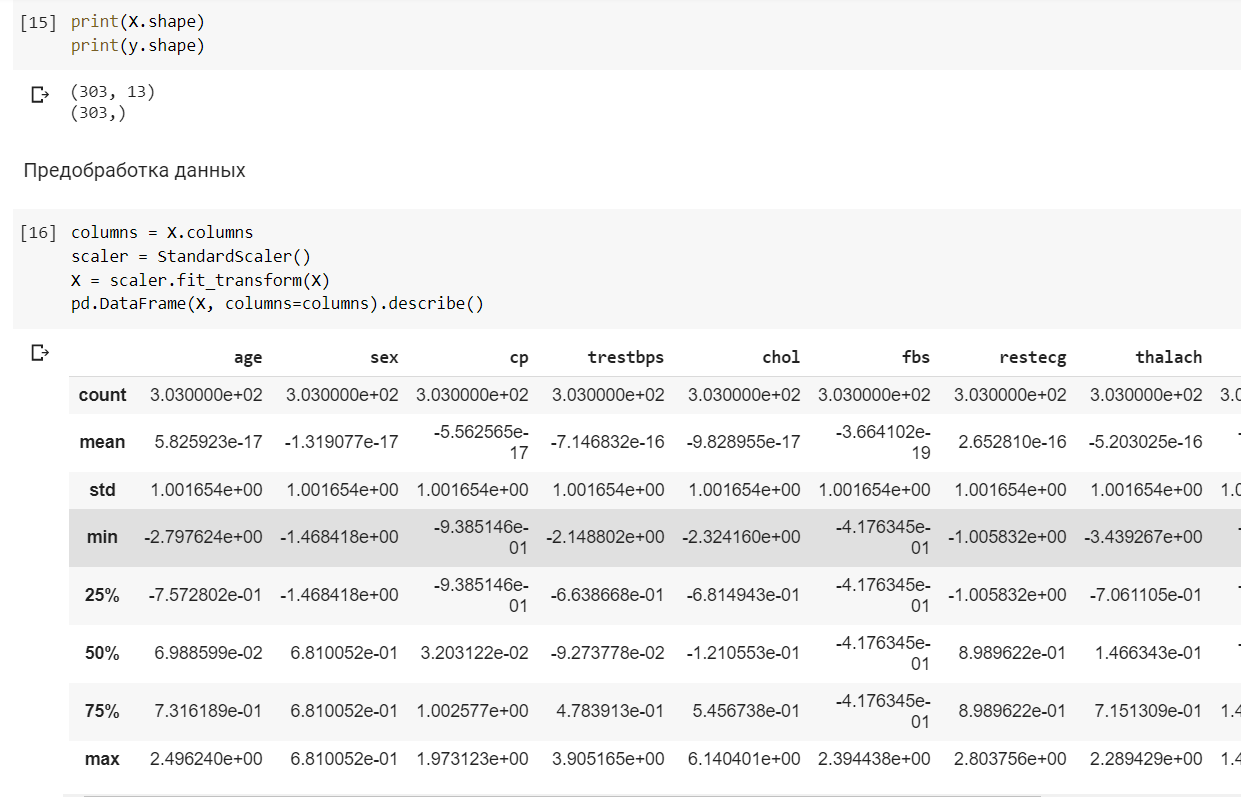 [15] print(X.shape)
print(y.shape)
(303, 13)
(303,)
Предобработка данных
[16] columns = X.columns
scaler = StandardScaler()
X = scaler.fit_transform(X)
pd.DataFrame(X, columns=columns).describe()
age sex cp trestbps chol fbs restecg thalach
count 3.030000e+02 3.030000e+02 3.030000e+02 3.030000e+02 3.030000e+02 3.030000e+02 3.030000e+02 3.030000e+02 3.0
mean 5.825923e-17 -1.319077e-17 -5.562565e-17 -7.146832e-16 -9.828955e-17 -3.664102e-19 2.652810e-16 -5.203025e-16 -
std 1.001654e+00 1.001654e+00 1.001654e+00 1.001654e+00 1.001654e+00 1.001654e+00 1.001654e+00 1.001654e+00 1.0
min -2.797624e+00 -1.468418e+00 -9.385146e-01 -2.148802e+00 -2.324160e+00 -4.176345e-01 -1.005832e+00 -3.439267e+00 -
25% -7.572802e-01 -1.468418e+00 -9.385146e-01 -6.638668e-01 -6.814943e-01 -4.176345e-01 -1.005832e+00 -7.061105e-01 -
50% 6.988599e-02 6.810052e-01 3.203122e-02 -9.273778e-02 -1.210553e-01 -4.176345e-01 8.989622e-01 1.466343e-01 -
75% 7.316189e-01 6.810052e-01 1.002577e+00 4.783913e-01 5.456738e-01 -4.176345e-01 8.989622e-01 7.151309e-01 1.4
max 2.496240e+00 6.810052e-01 1.973123e+00 3.905165e+00 6.140401e+00 2.394438e+00 2.803756e+00 2.289429e+00 1.4